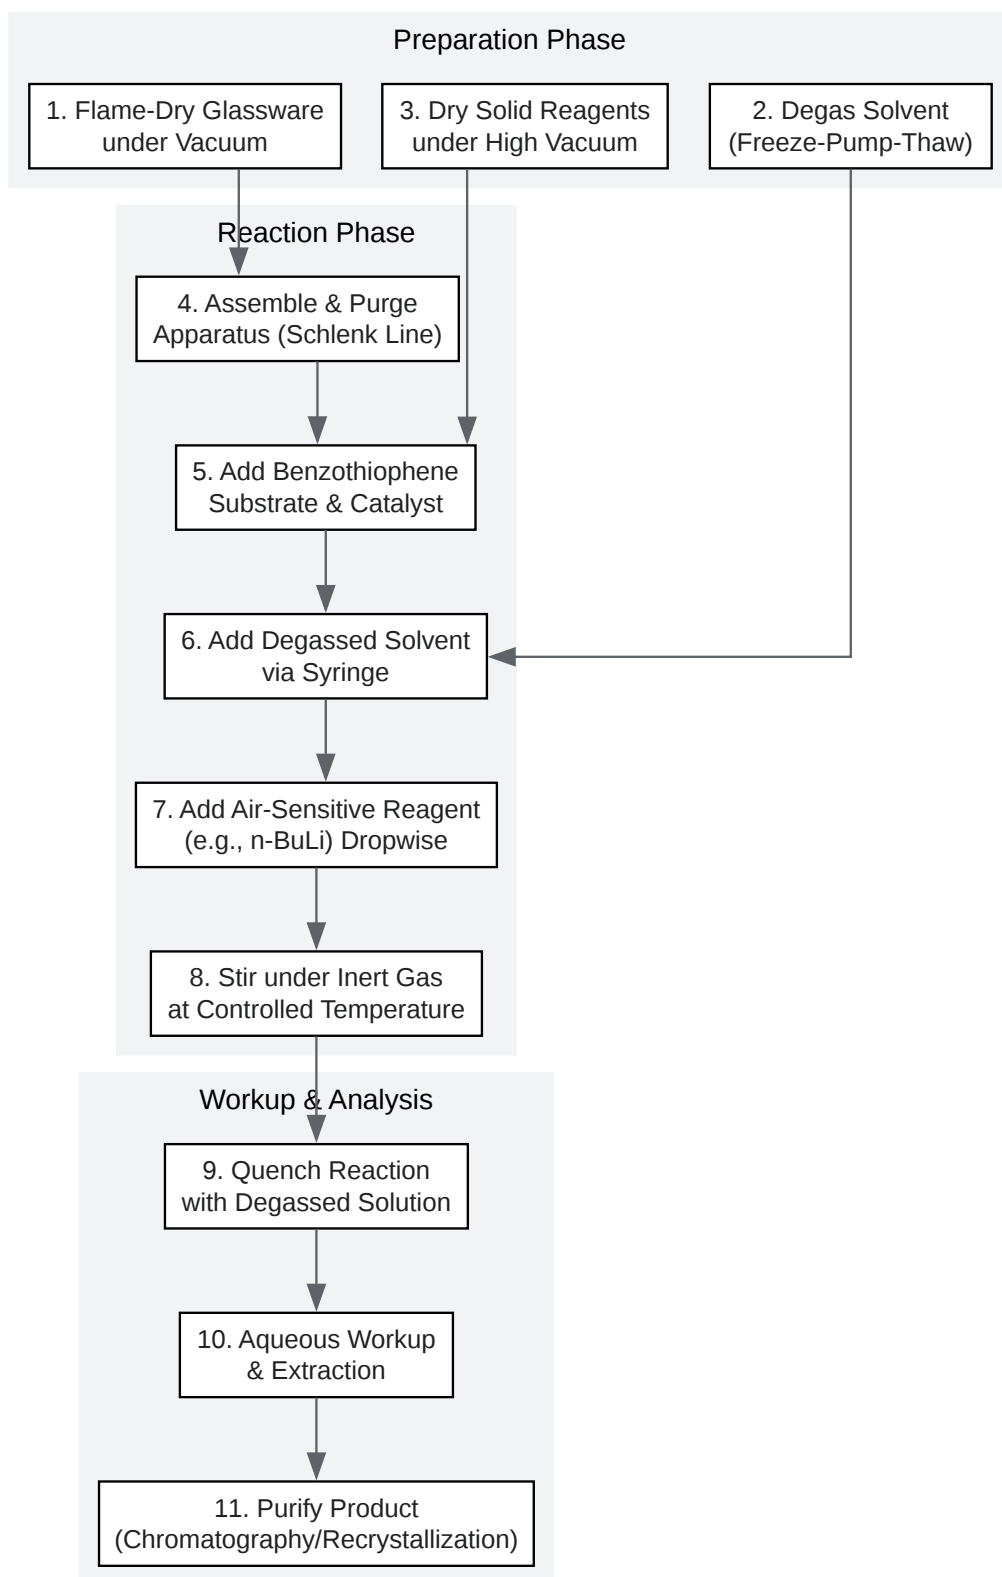 Preparation Phase
1. Flame-Dry Glassware
under Vacuum
3. Dry Solid Reagents
under High Vacuum
2. Degas Solvent
(Freeze-Pump-Thaw)
Reaction Phase
4. Assemble & Purge
Apparatus (Schlenk Line)
5. Add Benzothiophene
Substrate & Catalyst
6. Add Degassed Solvent
via Syringe
7. Add Air-Sensitive Reagent
(e.g., n-BuLi) Dropwise
8. Stir under Inert Gas
at Controlled Temperature
Workup & Analysis
9. Quench Reaction
with Degassed Solution
10. Aqueous Workup
& Extraction
11. Purify Product
(Chromatography/Recrystallization)